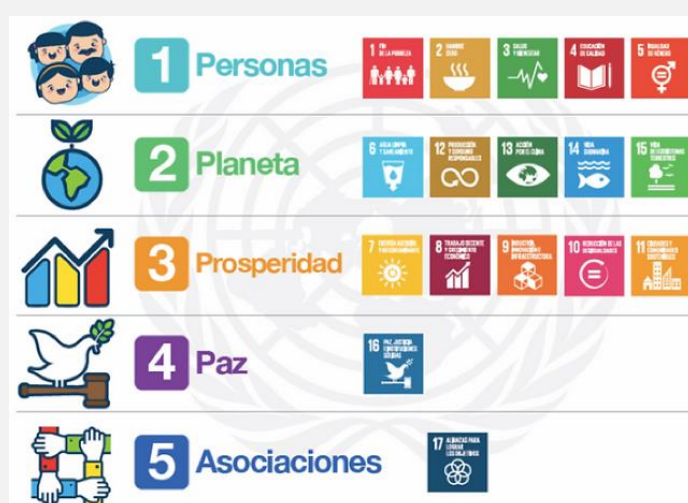 1 Personas
1 FIN DE LA POBREZA
2 HAMBRE CERO
3 SALUD Y BIENESTAR
4 EDUCACIÓN DE CALIDAD
5 IGUALDAD DE GÉNERO
2 Planeta
6 AGUA LIMPIA Y SANEAMIENTO
12 PRODUCCIÓN Y CONSUMO RESPONSABLES
13 ACCIÓN POR EL CLIMA
14 VIDA SUBMARINA
15 VIDA DE ECOSISTEMAS TERRESTRES
3 Prosperidad
7 ENERGÍA ASEQUIBLE Y NO CONTAMINANTE
8 TRABAJO DECENTE Y CRECIMIENTO ECONÓMICO
9 INDUSTRIA, INNOVACIÓN E INFRAESTRUCTURA
10 REDUCCIÓN DE LAS DESIGUALDADES
11 CIUDADES Y COMUNIDADES SOSTENIBLES
4 Paz
16 PAZ, JUSTICIA E INSTITUCIONES SÓLIDAS
5 Asociaciones
17 ALIANZAS PARA LOGRAR LOS OBJETIVOS